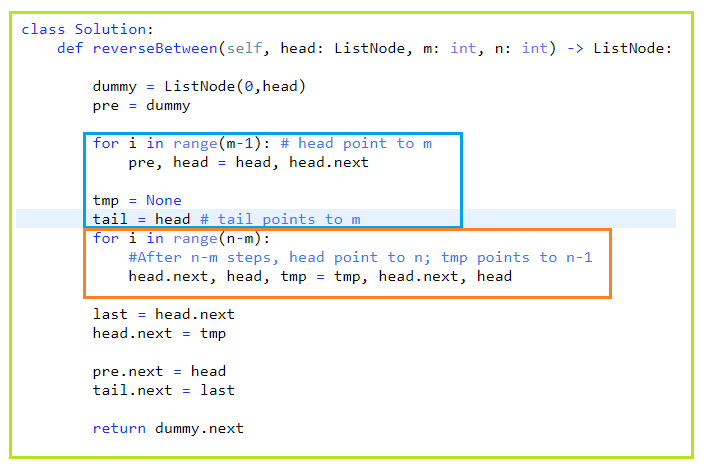 class Solution:
    def reverseBetween(self, head: ListNode, m: int, n: int) -> ListNode:
        dummy = ListNode(0,head)
        pre = dummy
        for i in range(m-1): # head point to m
            pre, head = head, head.next
        tmp = None
        tail = head # tail points to m
        for i in range(n-m):
            #After n-m steps, head point to n; tmp points to n-1
            head.next, head, tmp = tmp, head.next, head
        last = head.next
        head.next = tmp
        pre.next = head
        tail.next = last
        return dummy.next